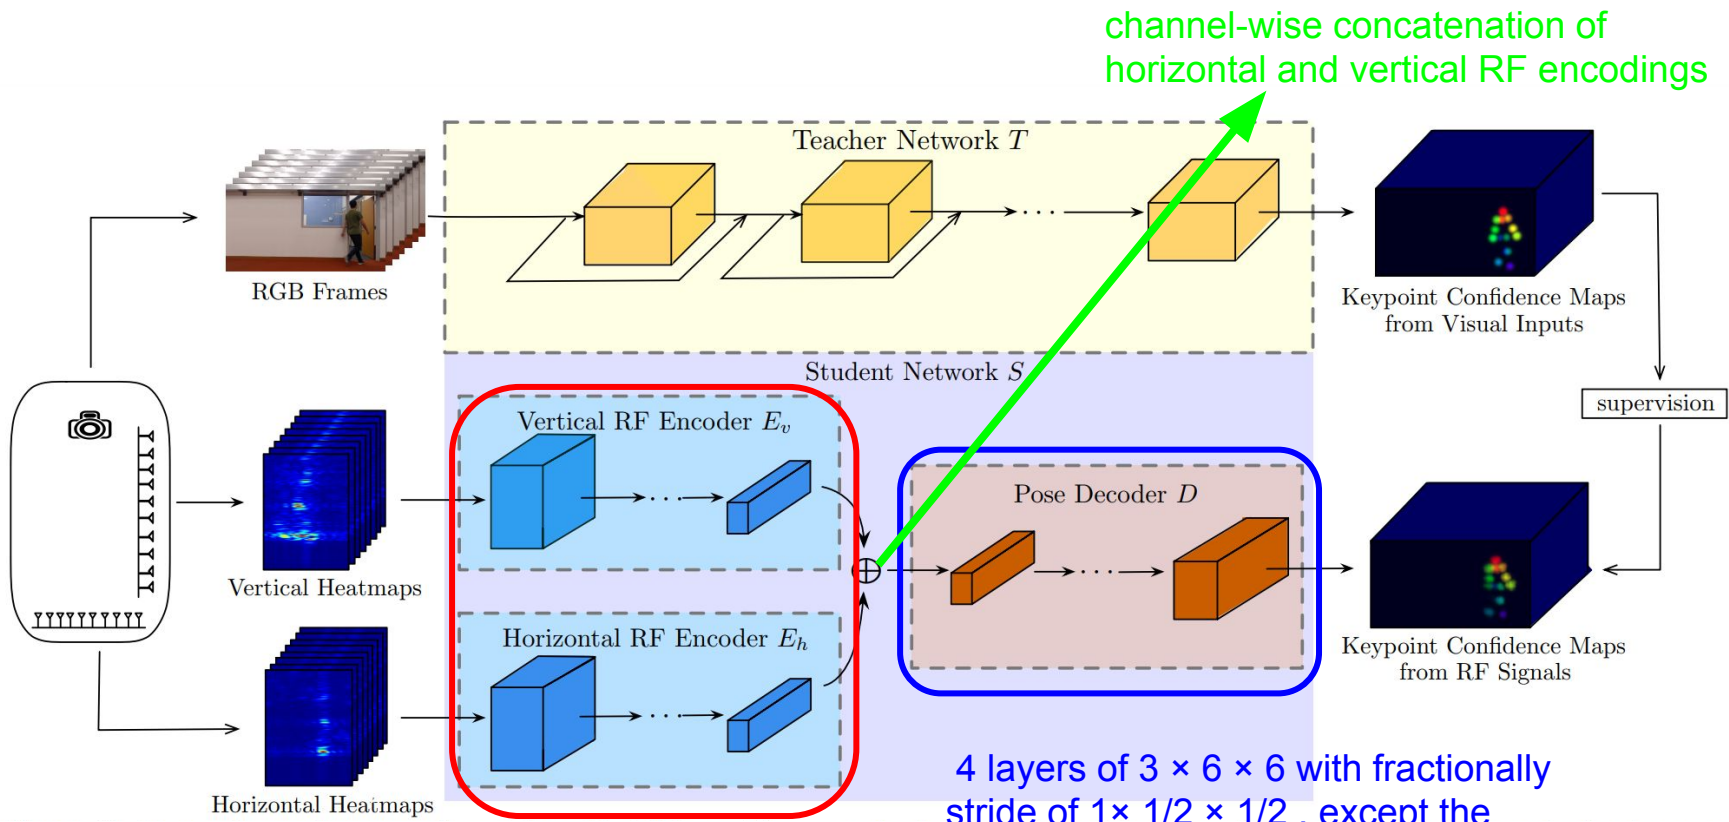 channel-wise concatenation of
horizontal and vertical RF encodings
Teacher Network T
RGB Frames
Keypoint Confidence Maps
from Visual Inputs
Student Network S
supervision
Vertical RF Encoder Ev
Pose Decoder D
Vertical Heatmaps
Horizontal RF Encoder Eh
Keypoint Confidence Maps
from RF Signals
Horizontal Heatmaps
4 layers of 3 × 6 × 6 with fractionally
stride of 1× 1/2 × 1/2 , except the